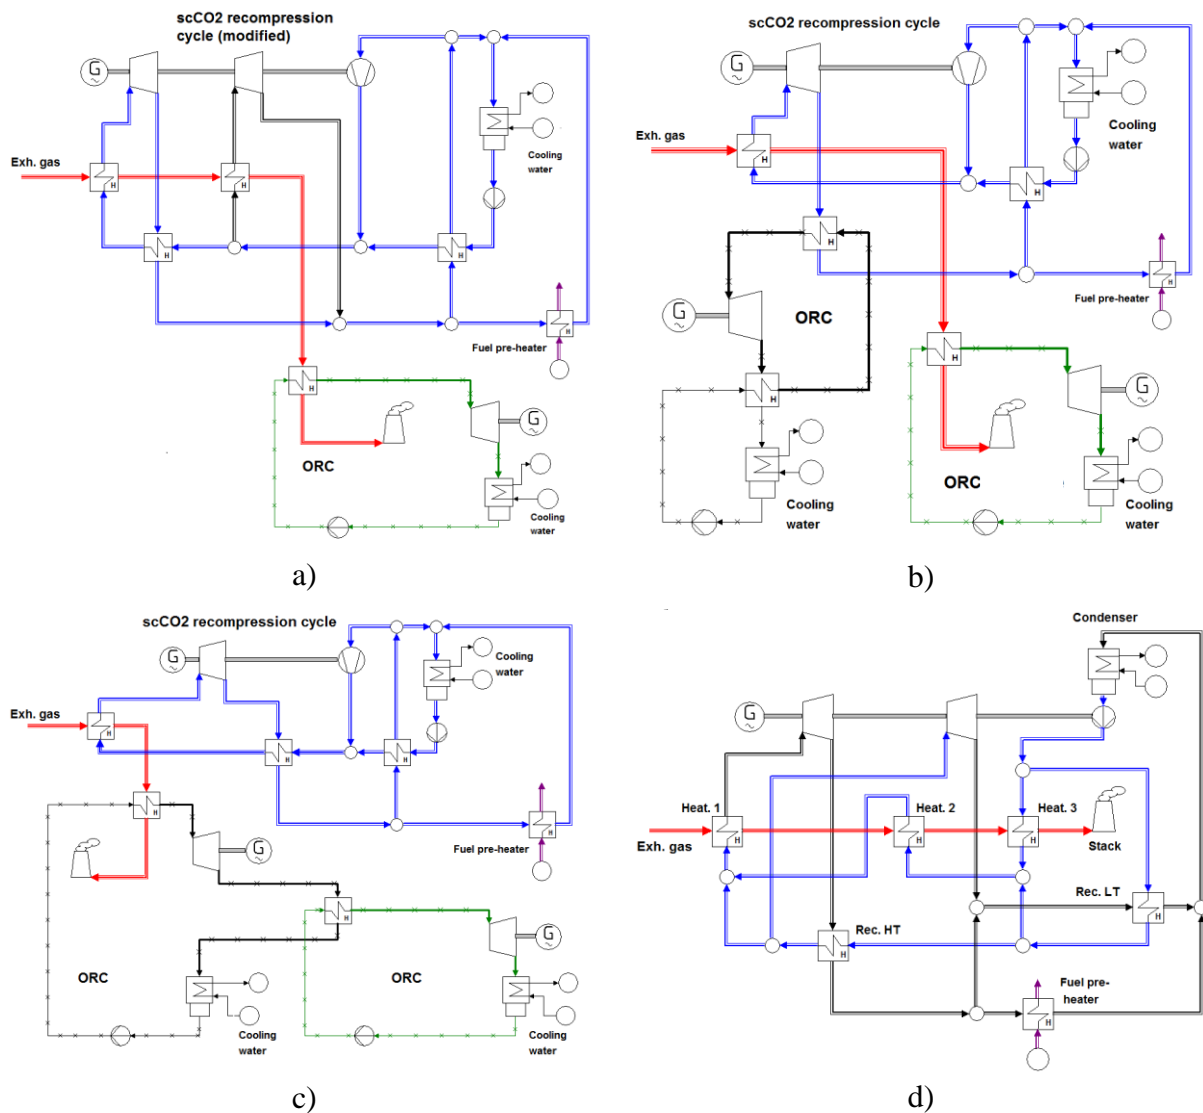 scCO2 recompression
cycle (modified)
G
Exh. gas
H
H
Cooling
water
H
H
Fuel pre-heater
H
H
G
ORC
Cooling
water
a)
scCO2 recompression cycle
G
Cooling
water
Exh. gas
H
H
H
H
Fuel pre-heater
G
ORC
H
H
G
Cooling
water
ORC
Cooling
water
b)
scCO2 recompression cycle
G
Cooling
water
Exh. gas
H
H
H
H
G
Fuel pre-heater
H
H
G
ORC
ORC
Cooling
water
Cooling
water
c)
Condenser
G
Heat. 1
Heat. 2
Heat. 3
H
H
H
Exh. gas
Stack
Rec. LT
H
Rec. HT
H
Fuel pre-
heater
H
d)